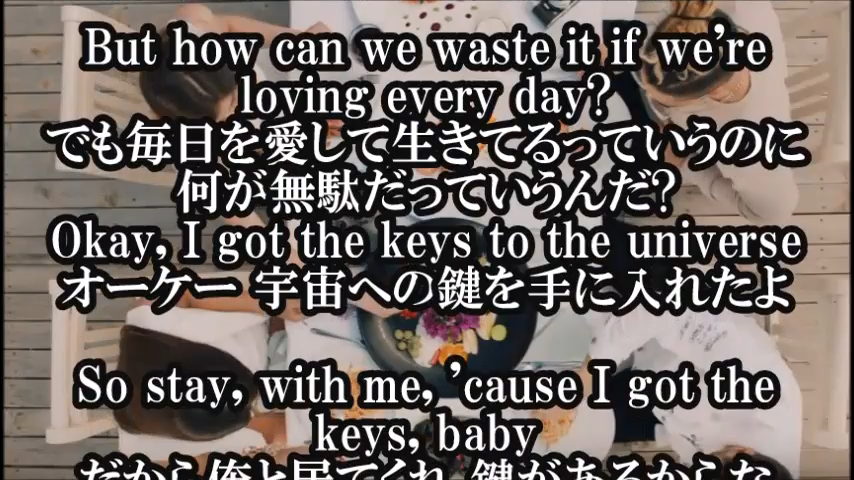 But how can we waste it if we're
loving every day?
でも毎日を愛して生きてるっていうのに
何が無駄だっていうんだ?
Okay, I got the keys to the universe
オーケー 宇宙への鍵を手に入れたよ
So stay, with me, 'cause I got the
keys, baby
だから俺と居てくれ 鍵があるからな